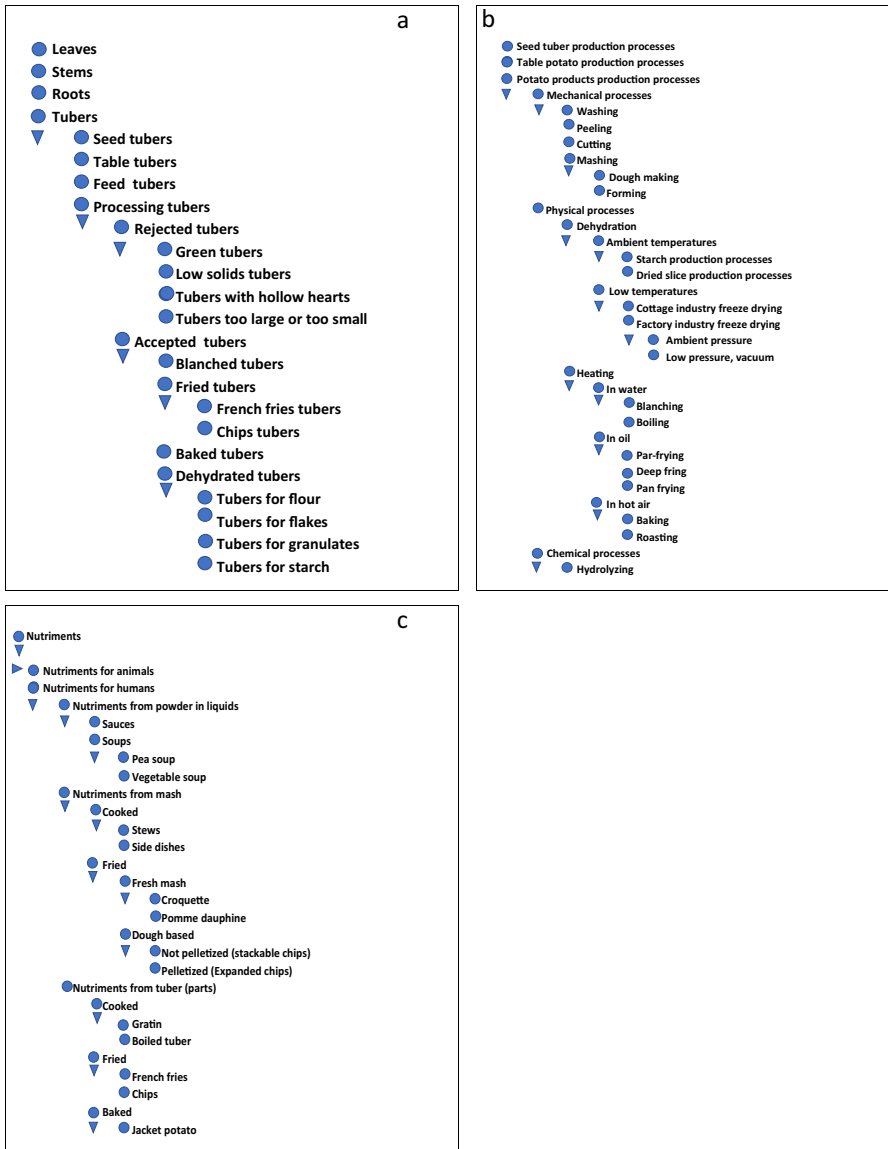 a
Leaves
Stems
Roots
Tubers
Seed tubers
Table tubers
Feed tubers
Processing tubers
Rejected tubers
Green tubers
Low solids tubers
Tubers with hollow hearts
Tubers too large or too small
Accepted tubers
Blanched tubers
Fried tubers
French fries tubers
Chips tubers
Baked tubers
Dehydrated tubers
Tubers for flour
Tubers for flakes
Tubers for granulates
Tubers for starch
b
Seed tuber production processes
Table potato production processes
Potato products production processes
Mechanical processes
Washing
Peeling
Cutting
Mashing
Dough making
Forming
Physical processes
Dehydration
Ambient temperatures
Starch production processes
Dried slice production processes
Low temperatures
Cottage industry freeze drying
Factory industry freeze drying
Ambient pressure
Low pressure, vacuum
Heating
In water
Blanching
Boiling
In oil
Par-frying
Deep fring
Pan frying
In hot air
Baking
Roasting
Chemical processes
Hydrolyzing
c
Nutriments
Nutriments for animals
Nutriments for humans
Nutriments from powder in liquids
Sauces
Soups
Pea soup
Vegetable soup
Nutriments from mash
Cooked
Stews
Side dishes
Fried
Fresh mash
Croquette
Pomme dauphine
Dough based
Not pelletized (stackable chips)
Pelletized (Expanded chips)
Nutriments from tuber (parts)
Cooked
Gratin
Boiled tuber
Fried
French fries
Chips
Baked
Jacket potato